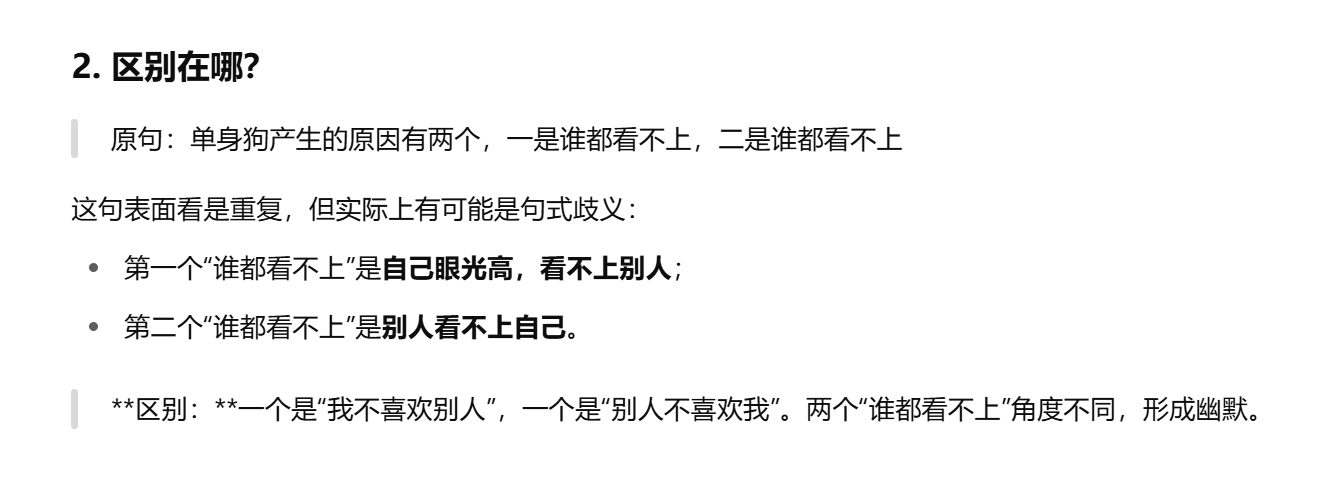 2. 区别在哪?
原句：单身狗产生的原因有两个，一是谁都看不上，二是谁都看不上
这句表面看是重复，但实际上有可能是句式歧义：
• 第一个“谁都看不上”是自己眼光高，看不上别人；
• 第二个“谁都看不上”是别人看不上自己。
**区别：**一个是“我不喜欢别人”，一个是“别人不喜欢我”。两个“谁都看不上”角度不同，形成幽默。